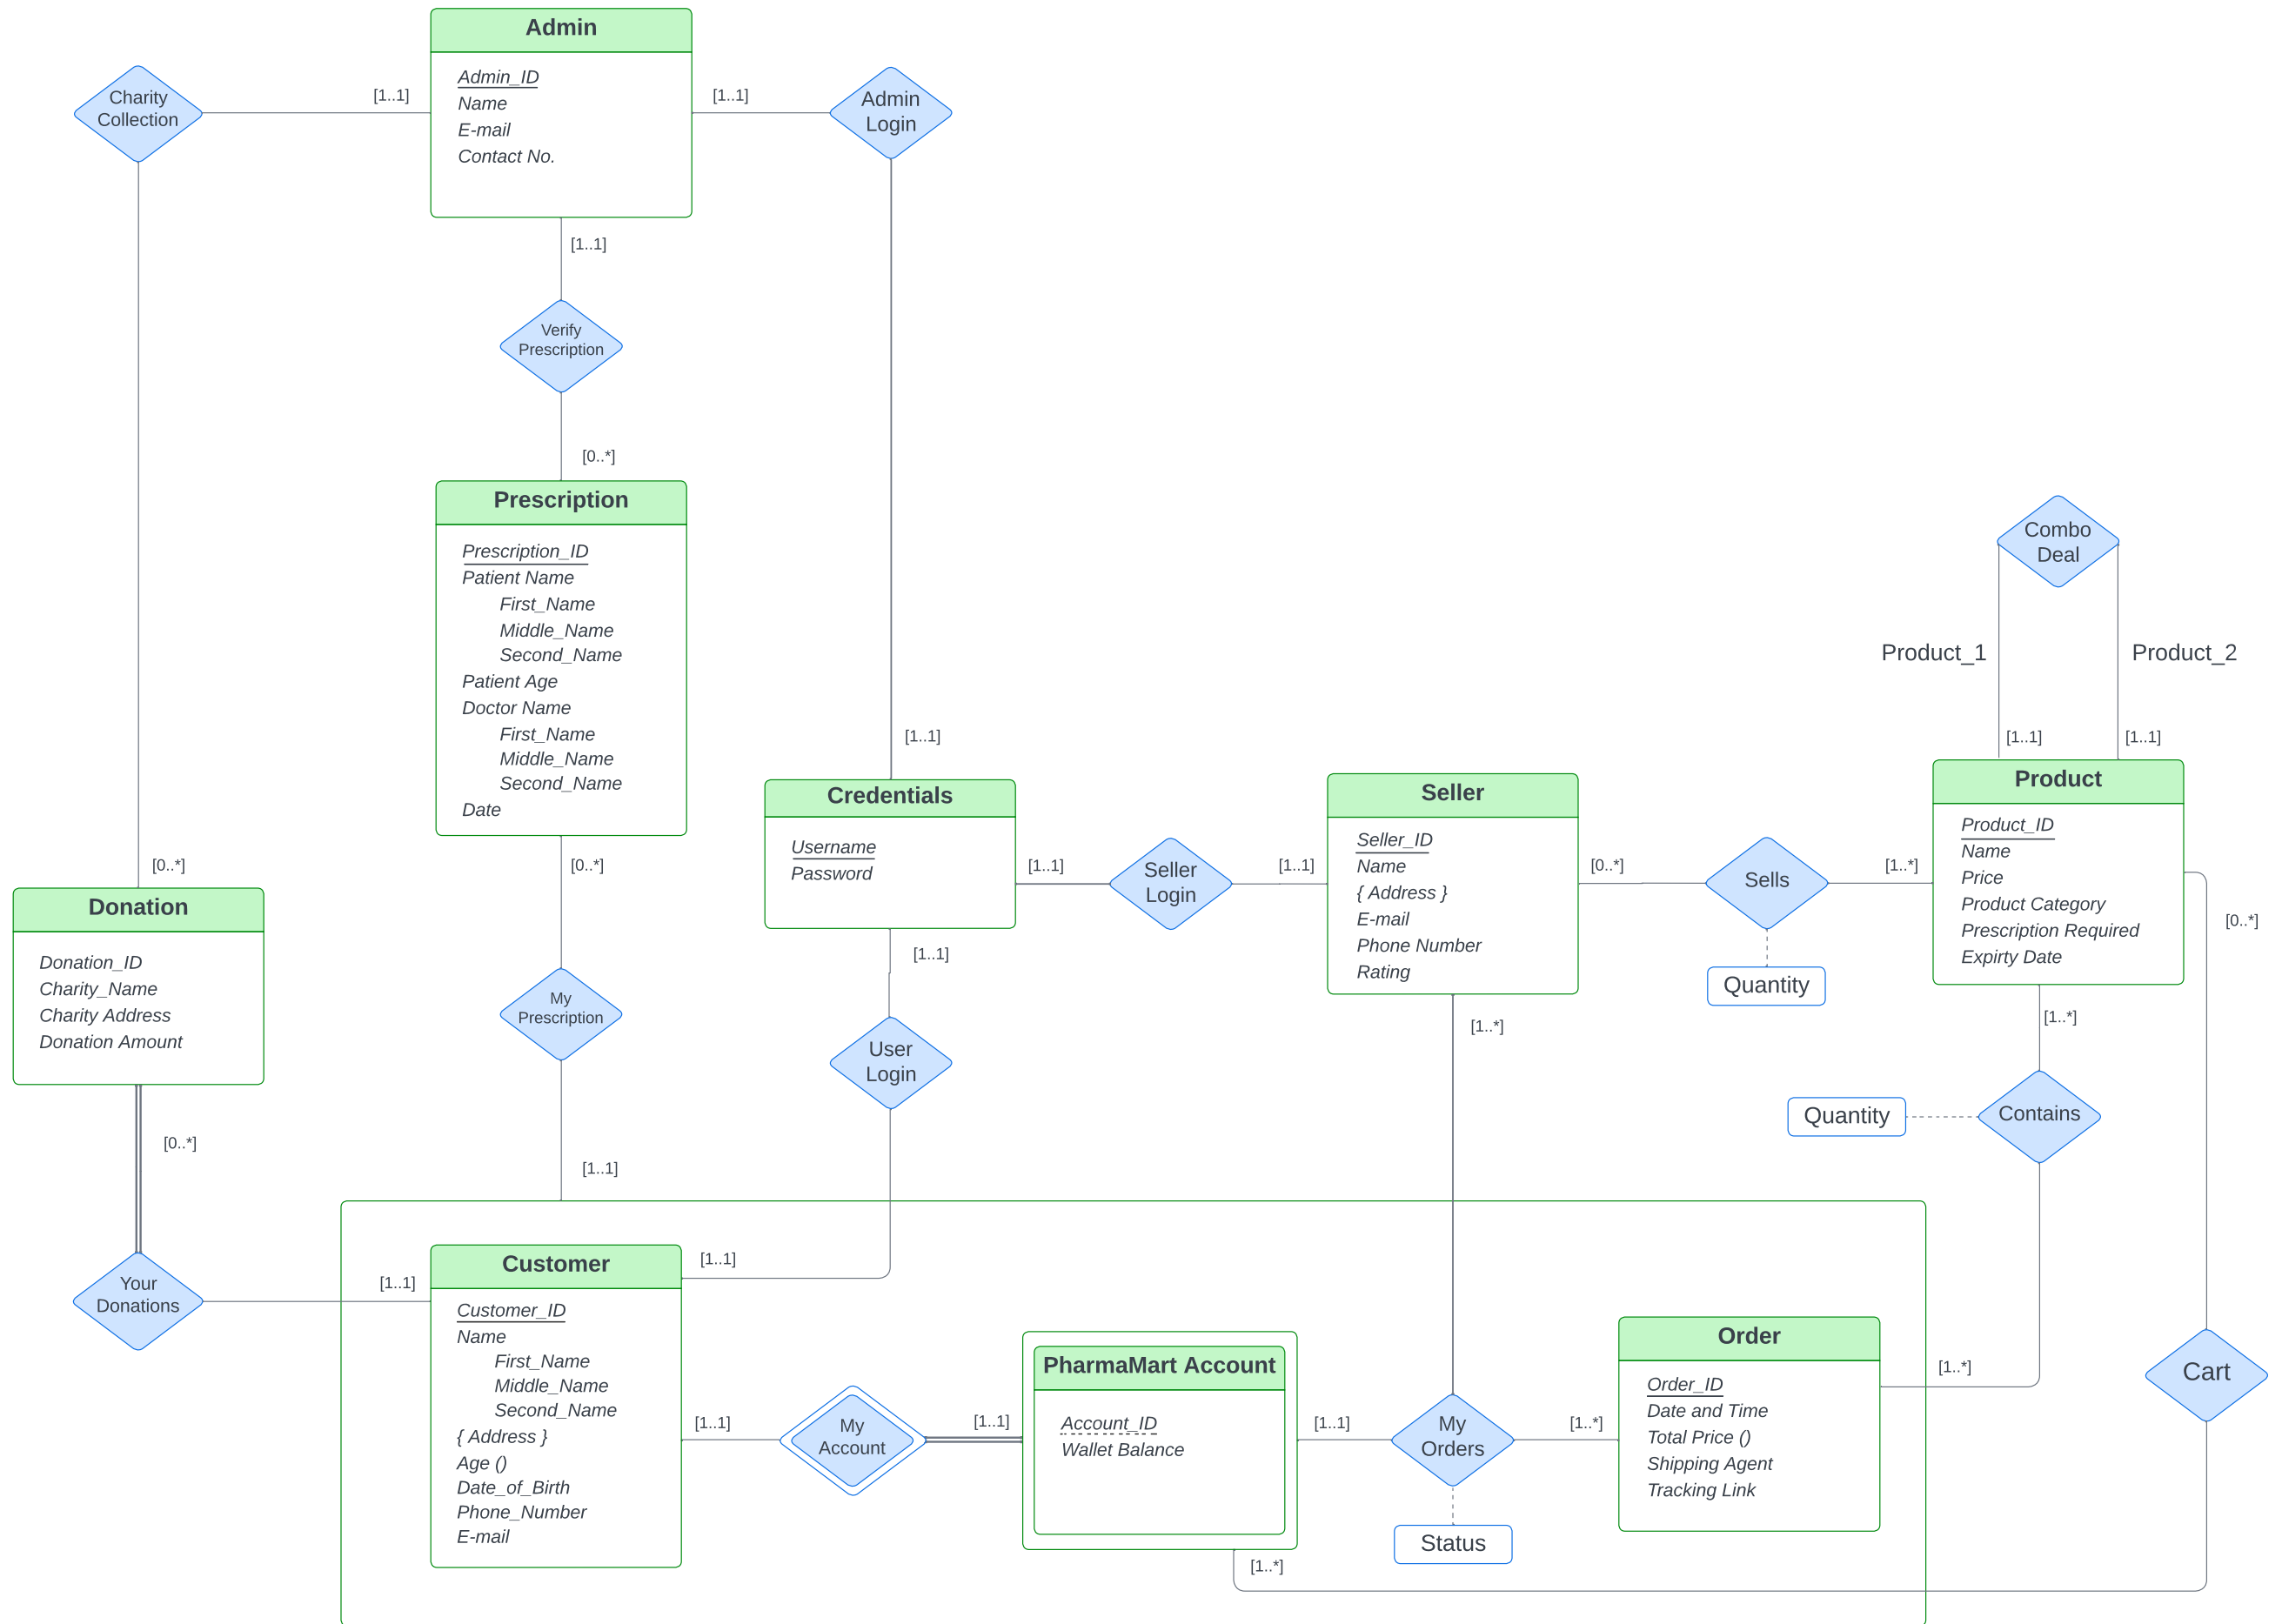 Admin
Admin_ID
Name
E-mail
Contact No.
Charity
Collection
[1..1]
[1..1]
Admin
Login
[1..1]
Verify
Prescription
[0..*]
Prescription
Prescription_ID
Patient Name
First_Name
Middle_Name
Second_Name
Patient Age
Doctor Name
First_Name
Middle_Name
Second_Name
Date
Combo
Deal
Product_1
Product_2
[1..1]
[1..1]
[1..1]
[0..*]
Donation
Donation_ID
Charity_Name
Charity Address
Donation Amount
[0..*]
My
Prescription
[1..1]
Credentials
Username
Password
[1..1]
Seller
Login
[1..1]
Seller
Seller_ID
Name
{ Address }
E-mail
Phone Number
Rating
[0..*]
Sells
Quantity
[1..*]
Product
Product_ID
Name
Price
Product Category
Prescription Required
Expirty Date
[0..*]
[1..1]
User
Login
[1..1]
[1..*]
[1..*]
Contains
Quantity
[1..*]
[0..*]
Your
Donations
[1..1]
Customer
Customer_ID
Name
First_Name
Middle_Name
Second_Name
{ Address }
Age ()
Date_of_Birth
Phone_Number
E-mail
[1..1]
My
Account
[1..1]
PharmaMart Account
Account_ID
Wallet Balance
[1..1]
My
Orders
Status
[1..*]
Order
Order_ID
Date and Time
Total Price ()
Shipping Agent
Tracking Link
Cart
[1..*]